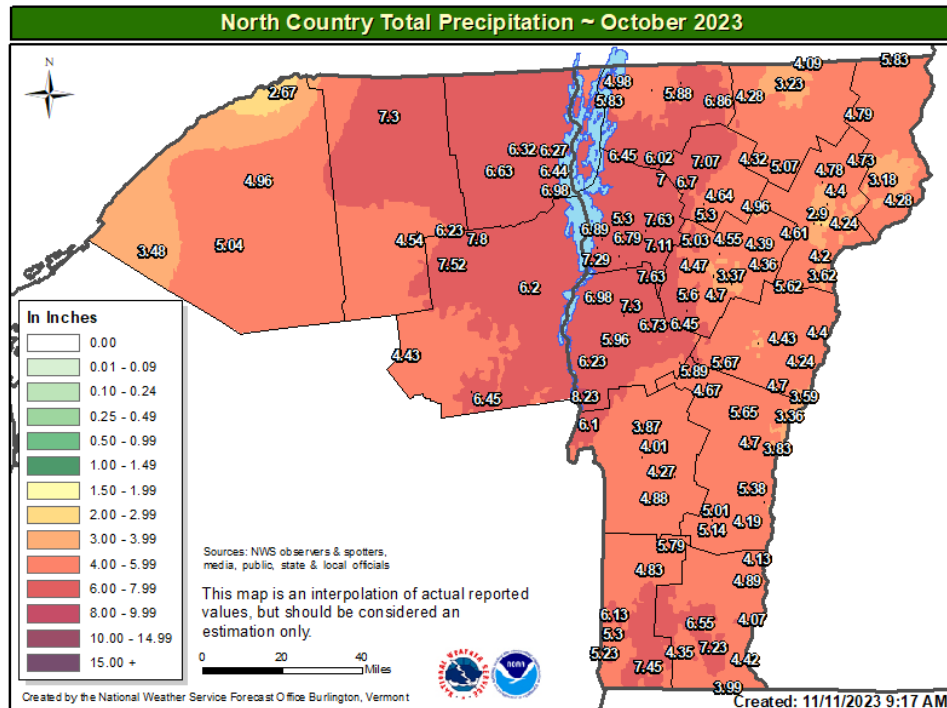 North Country Total Precipitation ~ October 2023
N
4.09 5.83
2.67 4.98 5.88 3.23
5.83 6.86 4.28
7.3 4.79
6.32 6.27 6.45 6.02 7.07 4.32 5.07 4.73
6.63 6.44 4.78
4.96 6.98 7 6.7 4.4 3.18
4.64 4.96 4.28
5.3 7.63 5.3 2.9 4.24
6.23 6.89 6.79 5.03 4.55 4.39 4.61
3.48 5.04 4.54 7.8 7.11
7.52 7.29 4.47 4.36 4.2
7.63 3.37 3.62
6.2 6.98 7.3 5.6 4.7 5.62
6.73 6.45
5.96 4.43 4.4
4.43 6.23 5.67 4.24
5.89
6.45 8.23 4.67 4.7 3.59
6.1 3.87 5.65 3.36
4.01 4.7 3.83
4.27
4.88 5.38
5.01
5.14 4.19
5.79
4.83 4.13
4.89
6.13 6.55 4.07
5.3
5.23 4.35 7.23
7.45 4.42
3.99
In Inches
0.00
0.01 - 0.09
0.10 - 0.24
0.25 - 0.49
0.50 - 0.99
1.00 - 1.49
1.50 - 1.99
2.00 - 2.99
3.00 - 3.99
4.00 - 5.99
6.00 - 7.99
8.00 - 9.99
10.00 - 14.99
15.00 +
Sources: NWS observers & spotters,
media, public, state & local officials
This map is an interpolation of actual reported
values, but should be considered an
estimation only.
0 20 40
Miles
NOAA
Created by the National Weather Service Forecast Office Burlington, Vermont
Created: 11/11/2023 9:17 AM